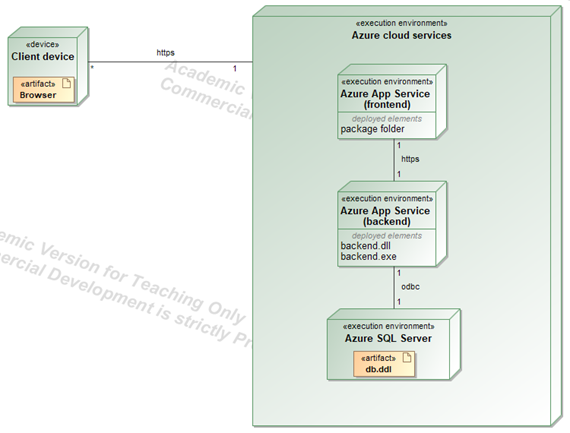 «device»
Client device
«artifact»
Browser
https
*
1
«execution environment»
Azure cloud services
«execution environment»
Azure App Service
(frontend)
deployed elements
package folder
1
https
1
«execution environment»
Azure App Service
(backend)
deployed elements
backend.dll
backend.exe
1
odbc
1
«execution environment»
Azure SQL Server
«artifact»
db.ddl
Academic
Commercial
emic Version for Teaching Only
ercial Development is strictly Pr